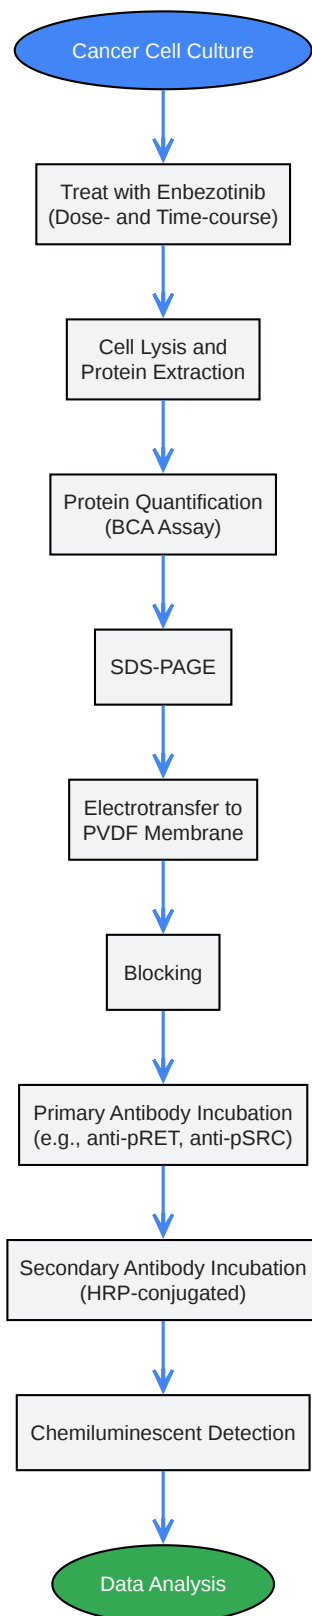 Cancer Cell Culture
Treat with Enbezotinib
(Dose- and Time-course)
Cell Lysis and
Protein Extraction
Protein Quantification
(BCA Assay)
SDS-PAGE
Electrotransfer to
PVDF Membrane
Blocking
Primary Antibody Incubation
(e.g., anti-pRET, anti-pSRC)
Secondary Antibody Incubation
(HRP-conjugated)
Chemiluminescent Detection
Data Analysis